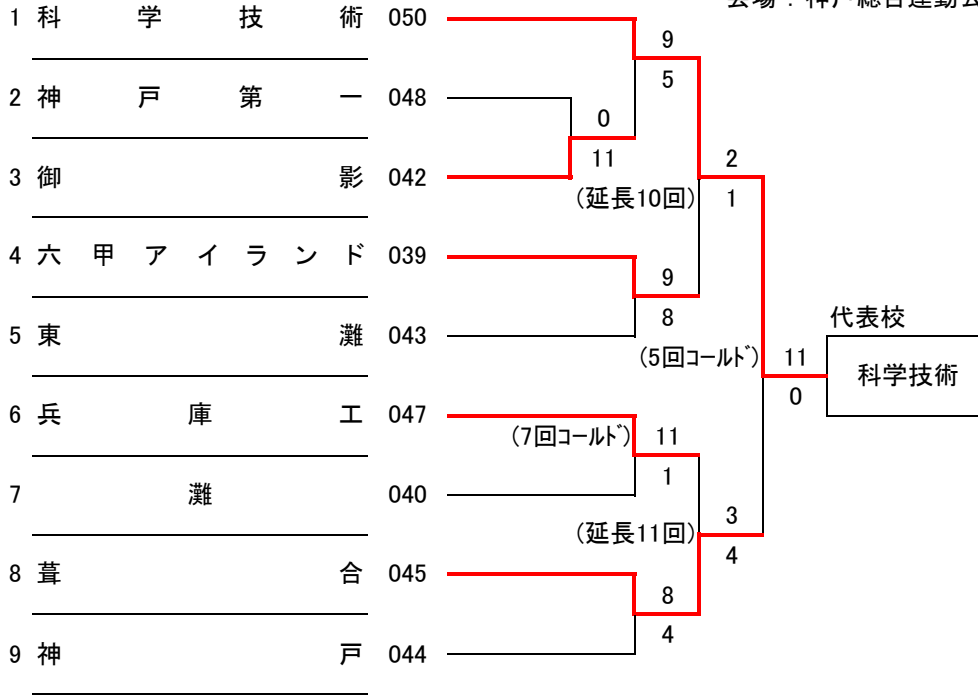 会場：神戸総合運動公
1 科学技術 050
9
5
2 神戸第一 048
0
11
3 御影 042
2
1
(延長10回)
4 六甲アイランド 039
9
8
5 東灘 043
代表校
(5回コールド)
11
0
科学技術
6 兵庫工 047
(7回コールド)
11
1
7 灘 040
3
4
(延長11回)
8 葺合 045
8
4
9 神戸 044